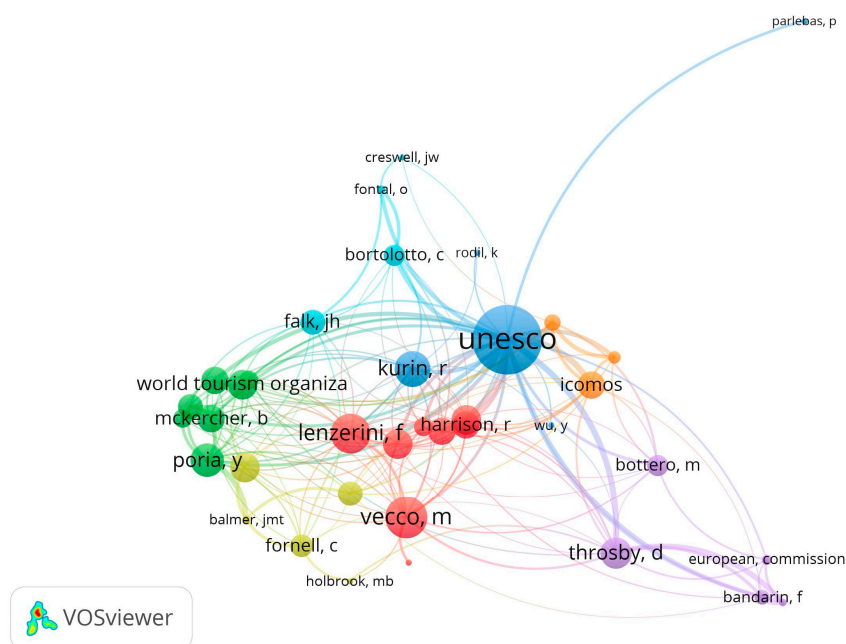 parlebas, p
creswell, jw
fontal, o
bortolotto, c
rodil, k
falk, jh
unesco
kurin, r
world tourism organiza
icomos
mckercher, b
harrison, r
wu, y
lenzerini, f
poria, y
bottero, m
balmer, jmt
vecco, m
fornell, c
throsby, d
european, commission
holbrook, mb
bandarin, f
VOSviewer